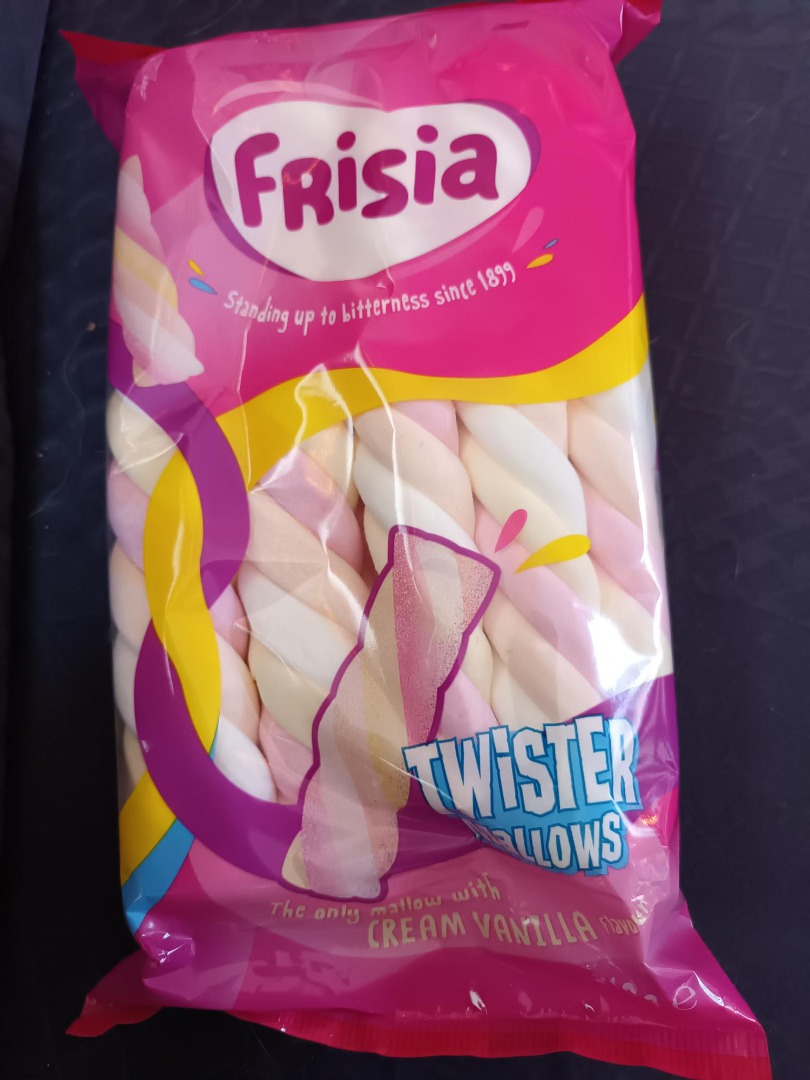 FRisia
Standing up to bitterness since 1899
TWiSTER
MALLOWS
The only mallow with
CREAM VANILLA flavour
e